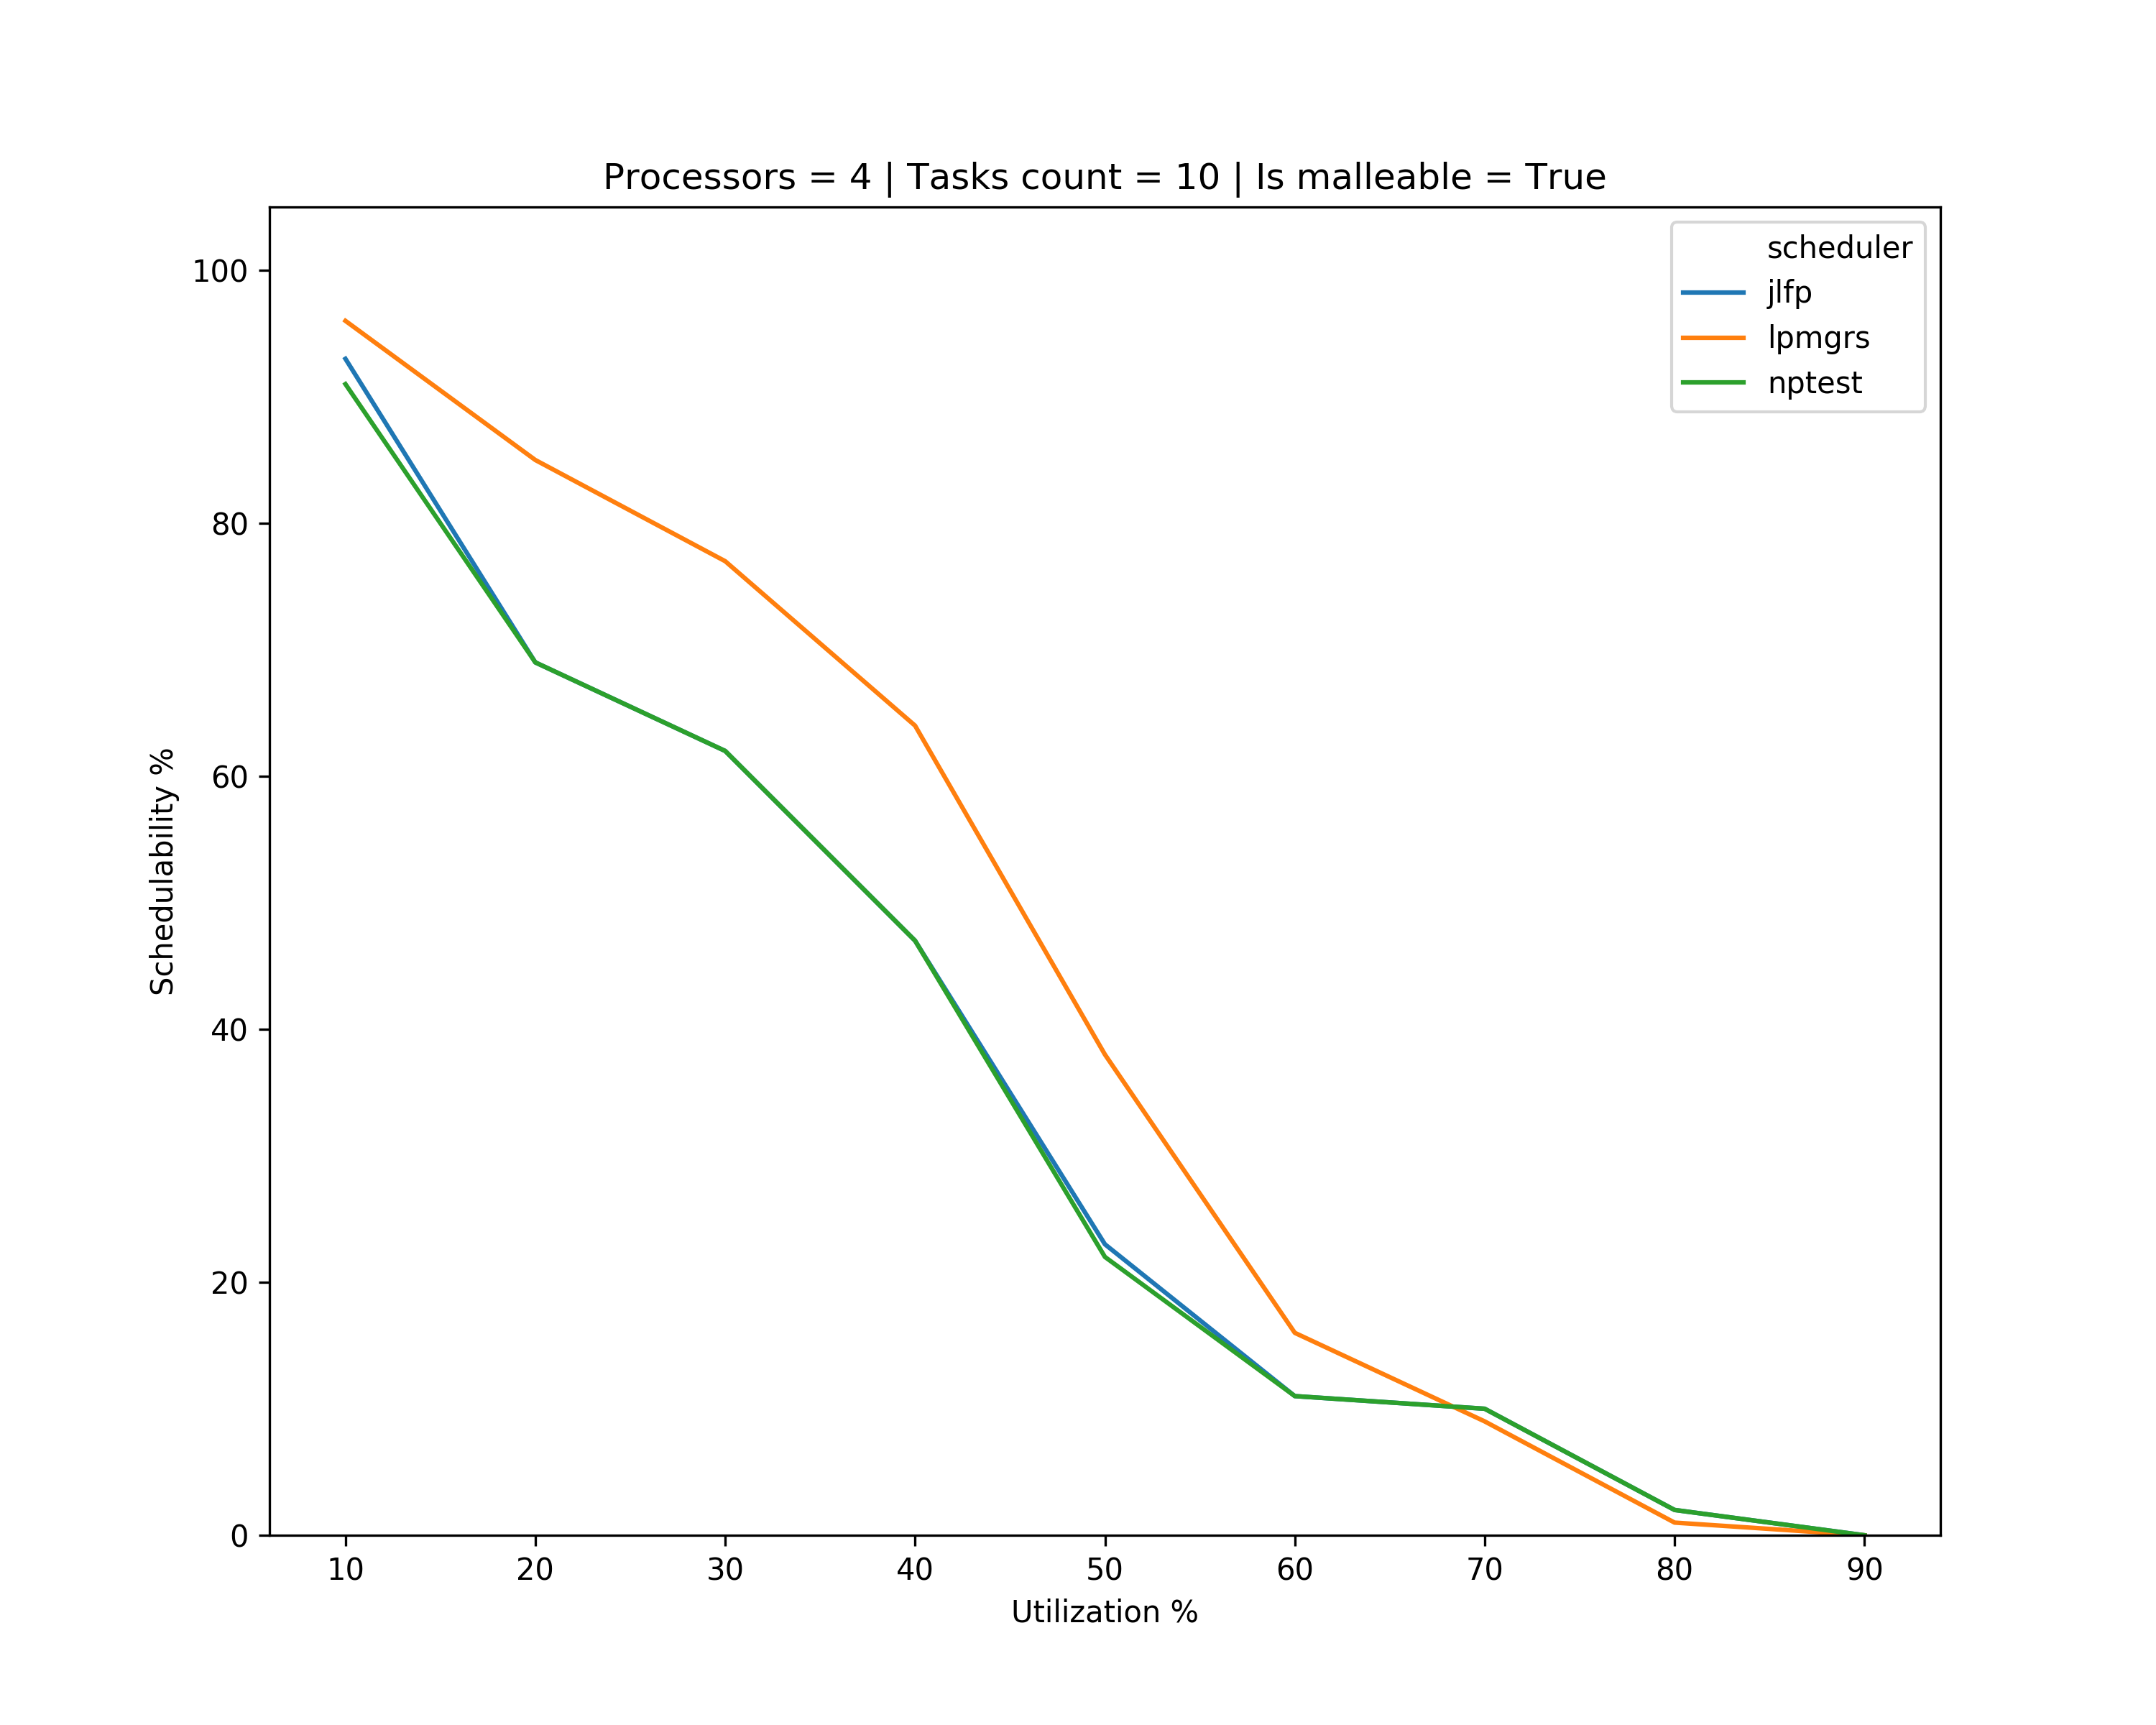 Processors = 4 | Tasks count = 10 | Is malleable = True
scheduler
jlfp
lpmgrs
nptest
100
80
60
40
20
0
Schedulability %
10 20 30 40 50 60 70 80 90
Utilization %